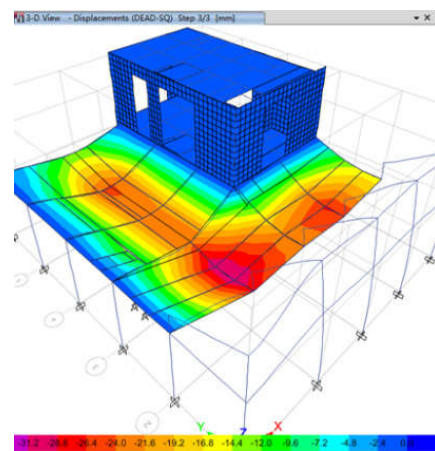 3-D View - Displacements (DEAD-SQ) Step 3/3 [mm]
Y Z X
-31.2 -28.8 -26.4 -24.0 -21.6 -19.2 -16.8 -14.4 -12.0 -9.6 -7.2 -4.8 -2.4 0.0